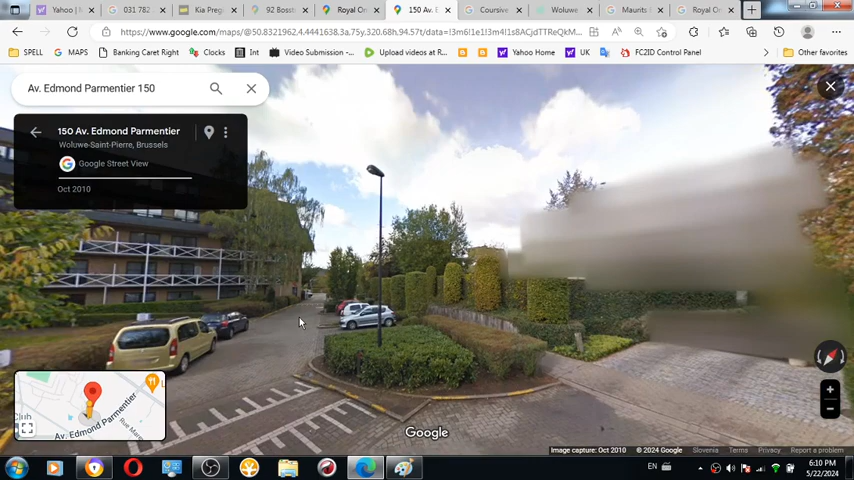 Yahoo | M
031 782
Kia Preg
92 Bosst
Royal On
150 Av. E
Coursive
Woluwe
Maurits
Royal On
https://www.google.com/maps/@50.8321962,4.4441638,3a,75y,320.68h,94.57t/data=!3m6!1e1!3m4!1s8ACjdTTReQkM...
SPELL
MAPS
Banking Caret Harding
Clocks
Int
Video Submission -...
Upload videos at R...
Yahoo Home
UK
FC2ID Control Panel
Other favorites
Av. Edmond Parmentier 150
150 Av. Edmond Parmentier
Woluwe-Saint-Pierre, Brussels
Google Street View
Oct 2010
Club
Av. Edmond Parmentier
Google
Image capture: Oct 2010
© 2024 Google
Slovenia
Terms
Privacy
Report a problem
EN
6:10 PM
5/22/2024